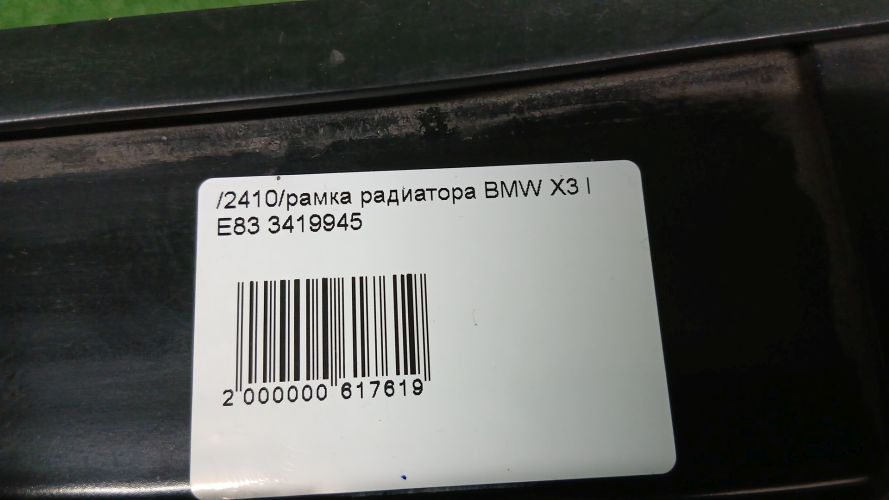 /2410/рамка радиатора BMW X3 I
E83 3419945
2 000000 617619